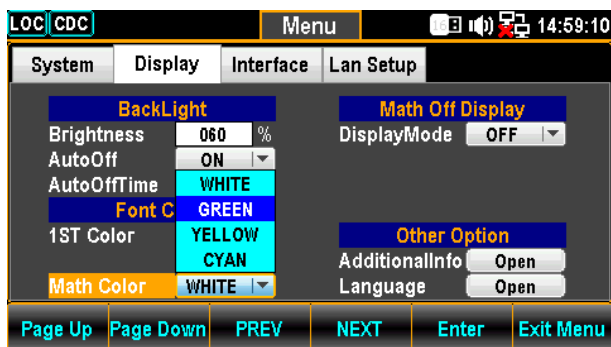 LOC CDC Menu 16 14:59:10
System Display Interface Lan Setup
BackLight
Brightness 060 %
AutoOff ON
AutoOffTime
Font C
1ST Color
WHITE
GREEN
YELLOW
CYAN
Math Color WHITE
Math Off Display
DisplayMode OFF
Other Option
AdditionalInfo Open
Language Open
Page Up Page Down PREV NEXT Enter Exit Menu